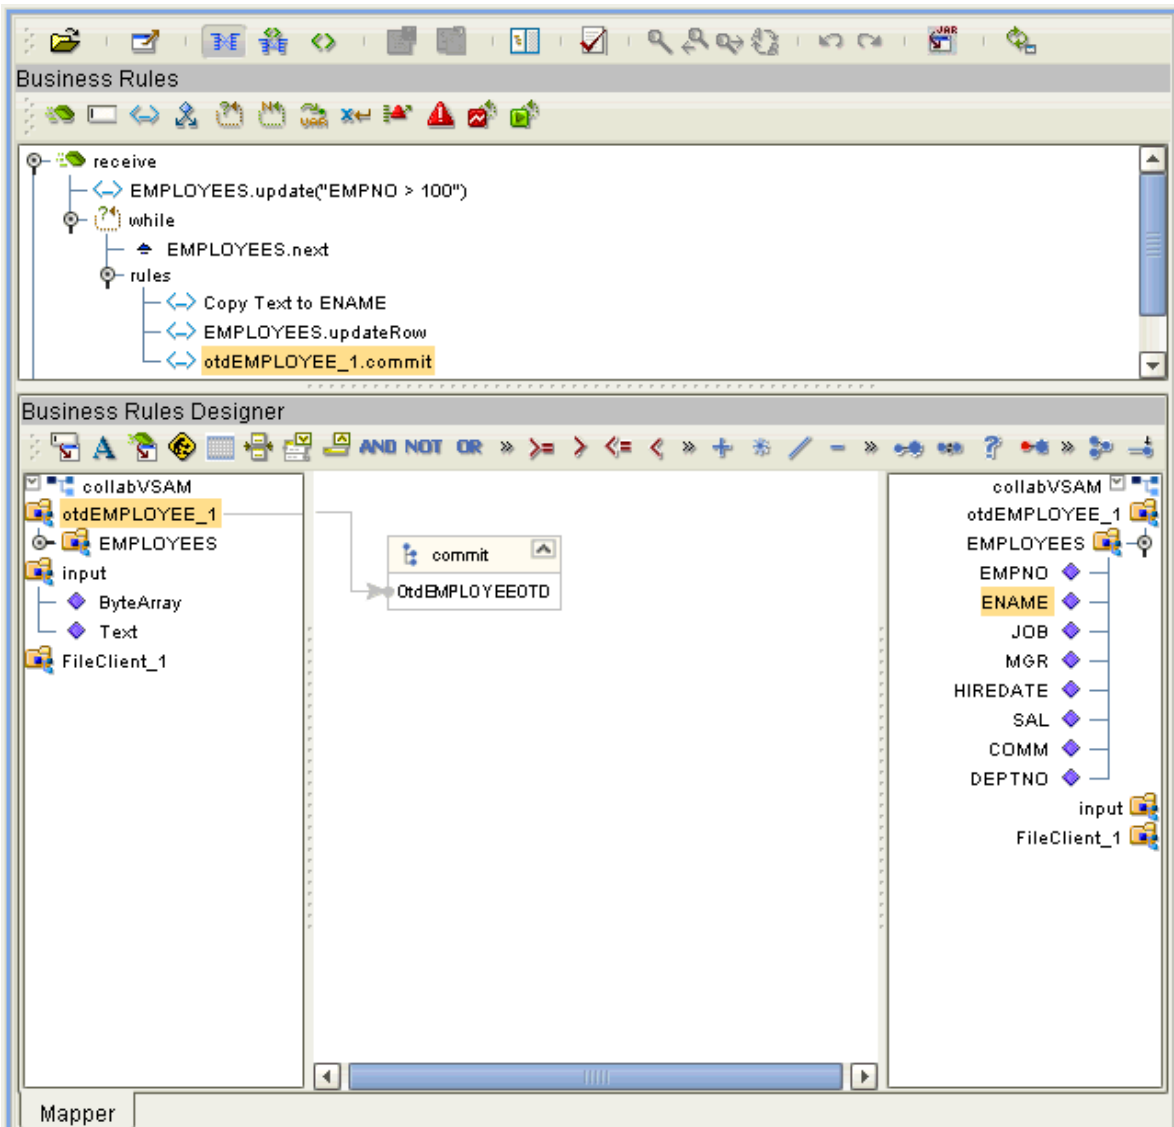 JAR
Business Rules
VAR
receive
EMPLOYEES.update("EMPNO > 100")
while
EMPLOYEES.next
rules
Copy Text to ENAME
EMPLOYEES.updateRow
otdEMPLOYEE_1.commit
Business Rules Designer
A AND NOT OR » >= > <= < » + * / - » ? »
collabVSAM
otdEMPLOYEE_1
EMPLOYEES
input
ByteArray
Text
FileClient_1
commit
OtdEMPLOYEEOTD
collabVSAM
otdEMPLOYEE_1
EMPLOYEES
EMPNO
ENAME
JOB
MGR
HIREDATE
SAL
COMM
DEPTNO
input
FileClient_1
Mapper